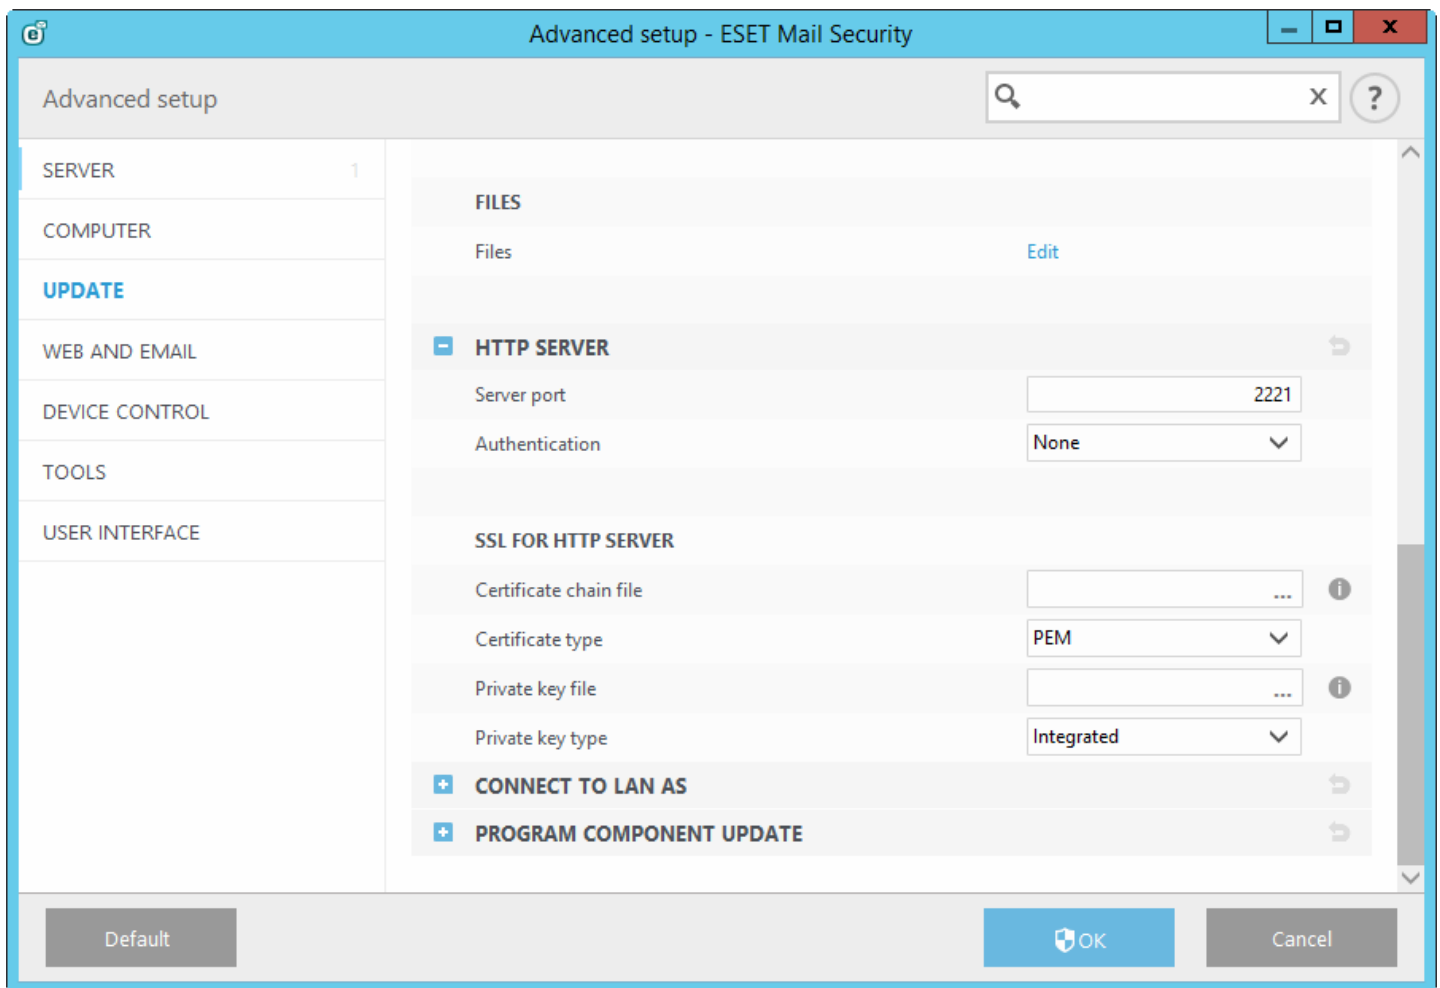 Advanced setup - ESET Mail Security
Advanced setup
x
?
SERVER 1
COMPUTER
UPDATE
WEB AND EMAIL
DEVICE CONTROL
TOOLS
USER INTERFACE
FILES
Files Edit
HTTP SERVER
Server port 2221
Authentication None
SSL FOR HTTP SERVER
Certificate chain file ...
Certificate type PEM
Private key file ...
Private key type Integrated
CONNECT TO LAN AS
PROGRAM COMPONENT UPDATE
Default OK Cancel